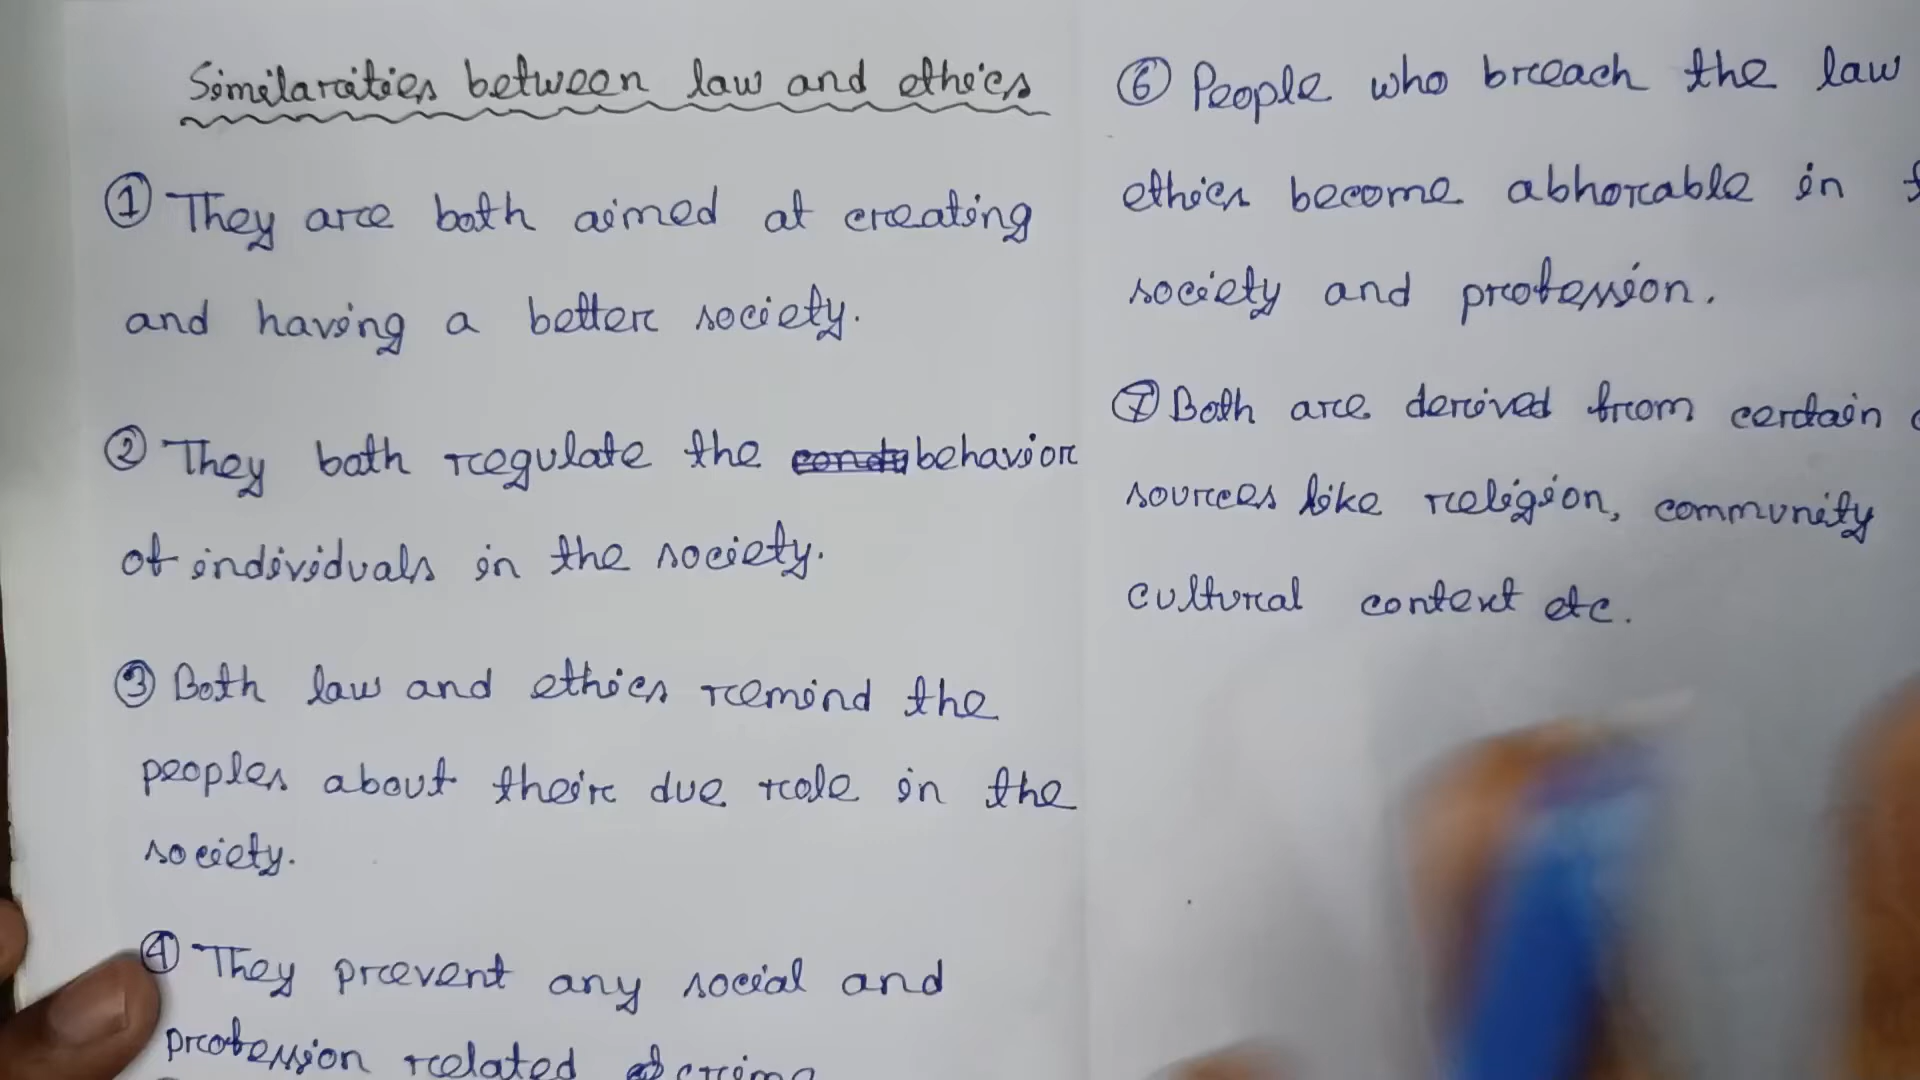 Similarities between law and ethics
① They are both aimed at creating
and having a better society.
② They both regulate the behavior
of individuals in the society.
③ Both law and ethics remind the
peoples about their due role in the
society.
④ They prevent any social and
profession related crime
⑥ People who breach the law
ethics become abhorable in
society and profession.
⑦ Both are derived from certain
sources like religion, community
cultural context etc.